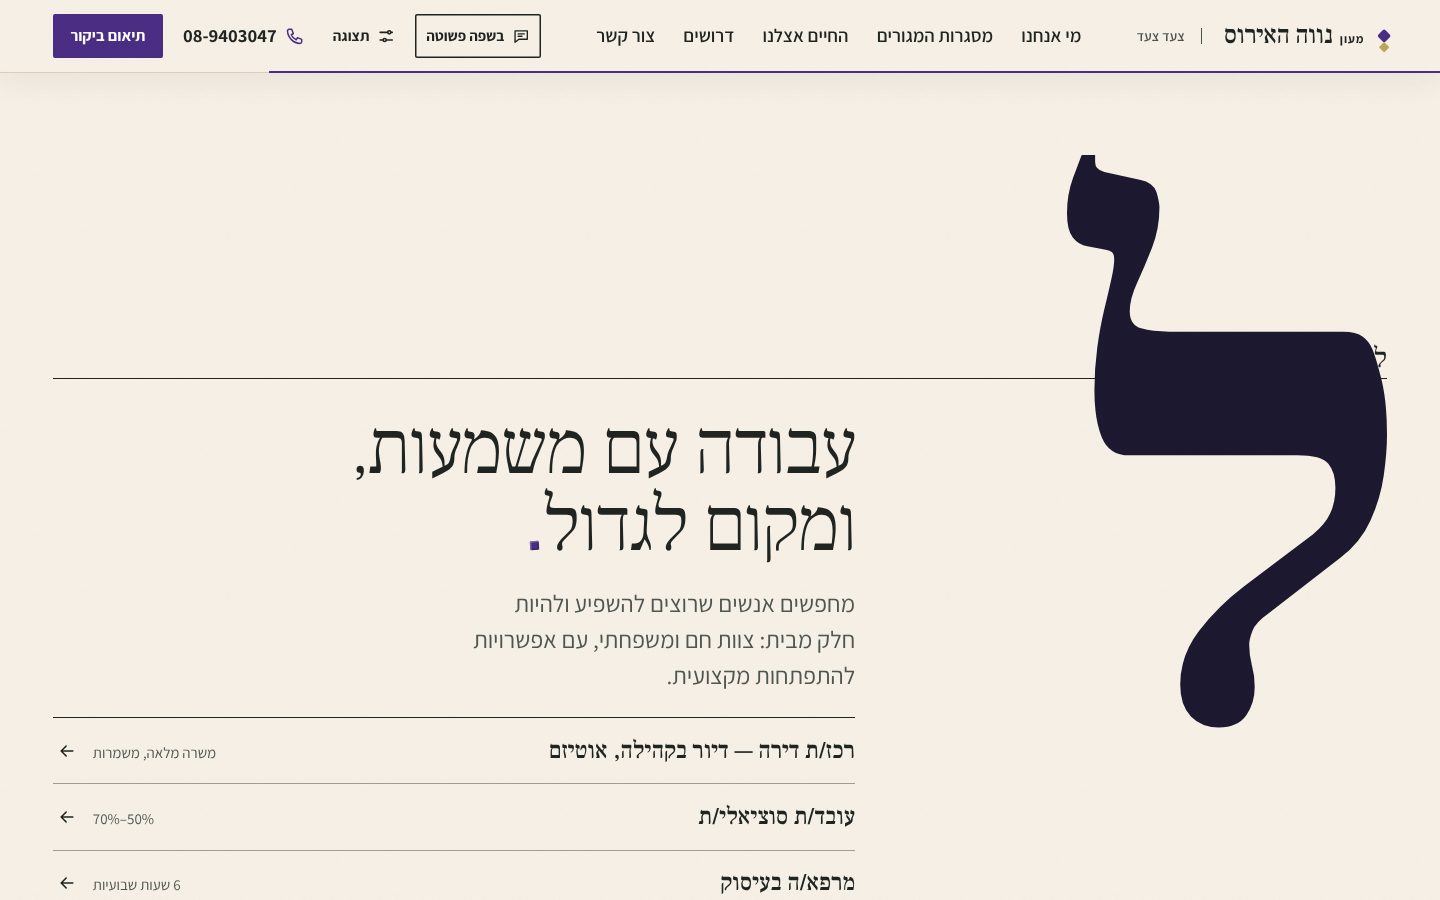 מעון נווה האירוס | צעד צעד
מי אנחנו
מסגרות המגורים
החיים אצלנו
דרושים
צור קשר
בשפה פשוטה
תצוגה
08-9403047
תיאום ביקור
ל
ל
עבודה עם משמעות,
ומקום לגדול.
מחפשים אנשים שרוצים להשפיע ולהיות
חלק מבית: צוות חם ומשפחתי, עם אפשרויות
להתפתחות מקצועית.
רכז/ת דירה — דיור בקהילה, אוטיזם
משרה מלאה, משמרות
עובד/ת סוציאלי/ת
50%–70%
מרפא/ה בעיסוק
6 שעות שבועיות